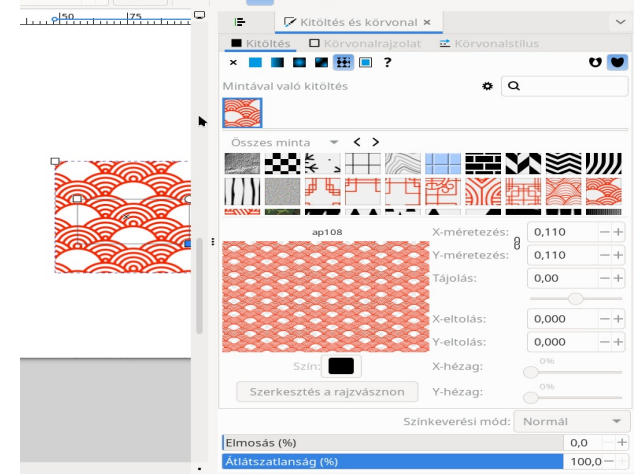 50 75
Kitöltés és körvonal ×
Kitöltés Körvonalrajzolat Körvonalstílus
?
Mintával való kitöltés
Összes minta
ap108
X-méretezés: 0,110
Y-méretezés: 0,110
Tájolás: 0,00
X-eltolás: 0,000
Y-eltolás: 0,000
Szín:
X-hézag: 0%
Szerkesztés a rajzvásznon
Y-hézag: 0%
Színkeverési mód: Normál
Elmosás (%) 0,0
Átlátszatlanság (%) 100,0